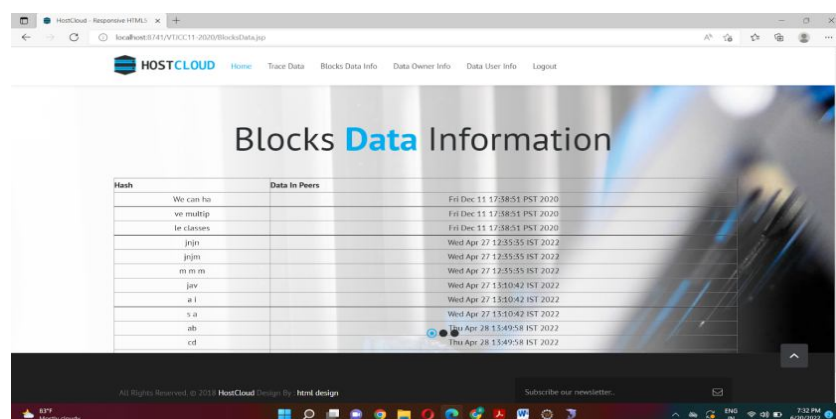 HostCloud - Responsive HTML5
localhost:8741/VTJCC11-2020/BlocksData.jsp
HOSTCLOUD Home Trace Data Blocks Data Info Data Owner Info Data User Info Logout
Blocks Data Information
Hash Data In Peers
We can ha Fri Dec 11 17:38:51 PST 2020
ve multip Fri Dec 11 17:38:51 PST 2020
le classes Fri Dec 11 17:38:51 PST 2020
jnjn Wed Apr 27 12:35:35 IST 2022
jnjm Wed Apr 27 12:35:35 IST 2022
m m m Wed Apr 27 12:35:35 IST 2022
jav Wed Apr 27 13:10:42 IST 2022
a i Wed Apr 27 13:10:42 IST 2022
s a Wed Apr 27 13:10:42 IST 2022
ab Thu Apr 28 13:49:58 IST 2022
cd Thu Apr 28 13:49:58 IST 2022
All Rights Reserved. © 2018 HostCloud Design By : html design Subscribe our newsletter..
83°F ENG 7:32 PM
Mostly cloudy IN 6/20/2022